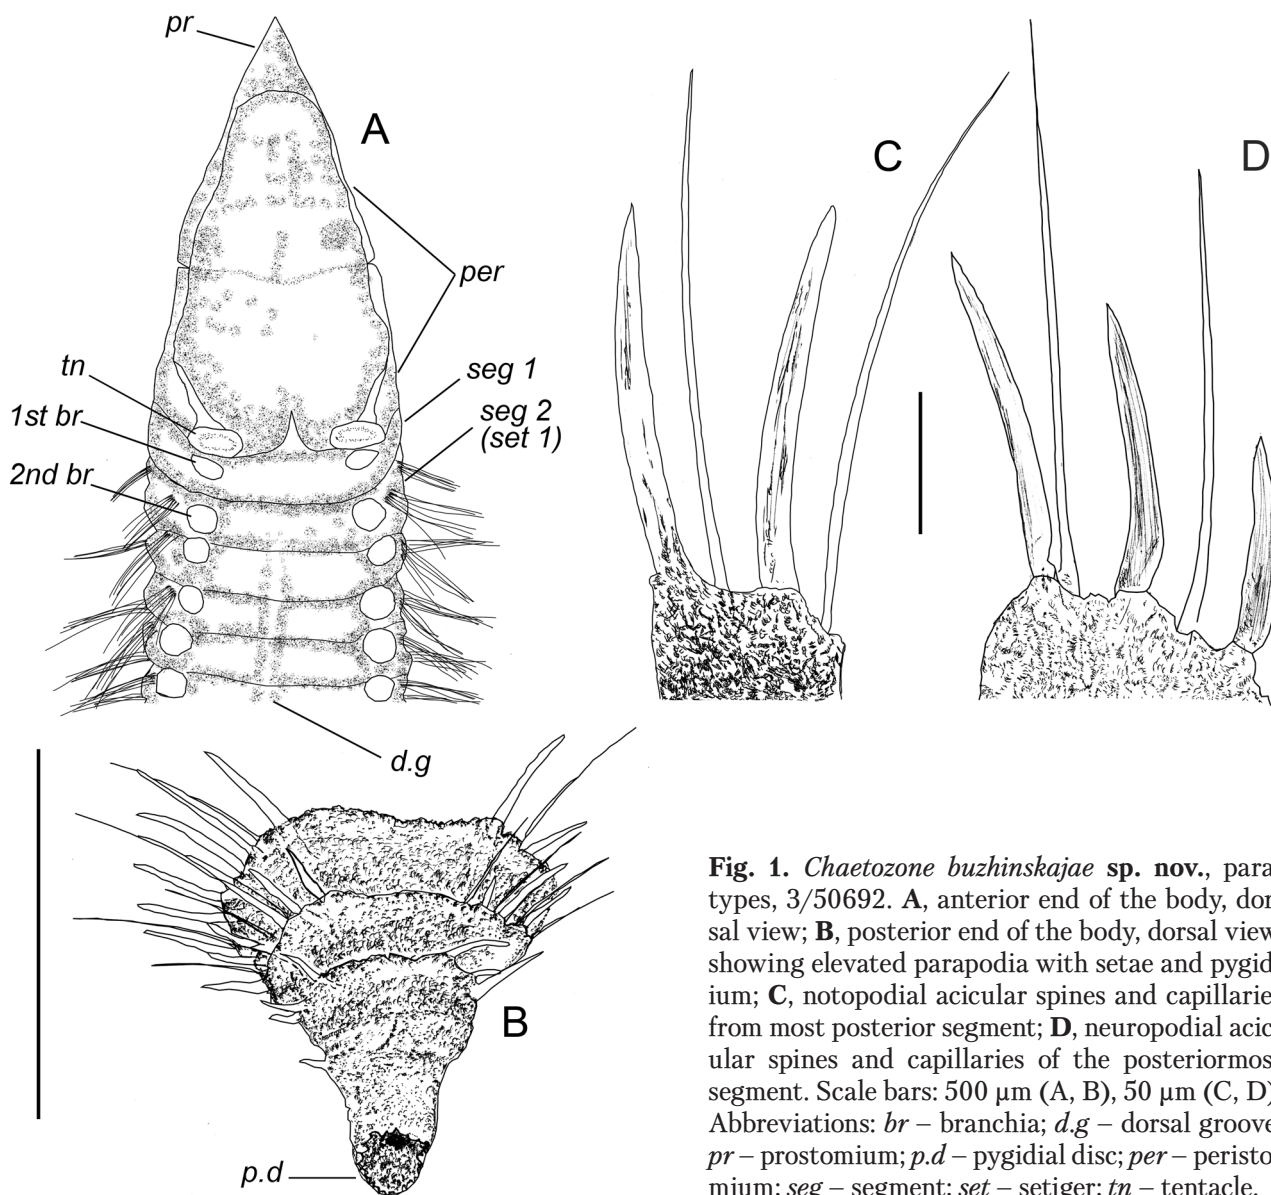 pr
A
C
D
per
tn
seg 1
1st br
seg 2
(set 1)
2nd br
d.g
B
p.d
Fig. 1. Chaetozone buzhinskajae sp. nov., para
types, 3/50692. A, anterior end of the body, dor
sal view; B, posterior end of the body, dorsal view
showing elevated parapodia with setae and pygid
ium; C, notopodial acicular spines and capillarie
from most posterior segment; D, neuropodial acic
ular spines and capillaries of the posteriormos
segment. Scale bars: 500 µm (A, B), 50 µm (C, D)
Abbreviations: br – branchia; d.g – dorsal groove
pr – prostomium; p.d – pygidial disc; per – peristo
mium; seg – segment; set – setiger; tn – tentacle.